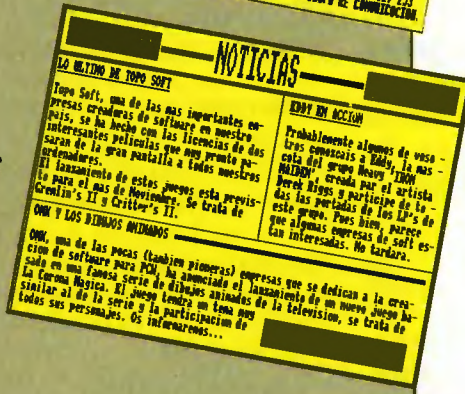 NOTICIAS
LO ULTIMO DE TOPO SOFT
Topo Soft, una de las mas importantes em-
presas creadoras de software en nuestro
pais, se ha hecho con las licencias de dos
interesantes peliculas que muy pronto pa-
saran de la gran pantalla a todos nuestros
ordenadores.
El lanzamiento de estos juegos esta previs-
to para el mes de Noviembre. Se trata de
Gremlin's II y Critter's II.
EDDY EN ACCION
Probablemente algunos de voso-
tros conozcais a Eddy, la mas-
cota del grupo Heavy 'IRON
MAIDEN', creada por el artista
Derek Riggs y participe de to-
das las portadas de los LP's de
este grupo. Pues bien, parece
que algunas empresas de soft es-
tan interesadas. No tardara.
OMK Y LOS DIBUJOS ANIMADOS
OMK, una de las pocas (tambien pioneras) empresas que se dedican a la crea-
cion de software para PCW, ha anunciado el lanzamiento de un nuevo juego ba-
sado en una famosa serie de dibujos animados de la television, se trata de
La Corona Magica. El juego tendra un tema muy
similar al de la serie y la participacion de
todos sus personajes. Os informaremos...